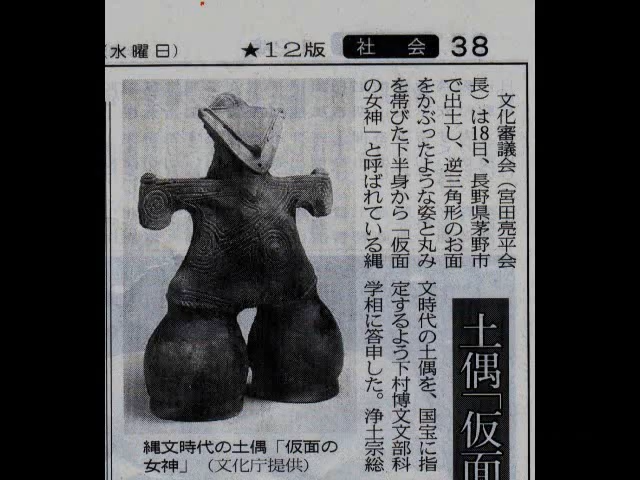 (水曜日) ★12版 社会 38
土偶「仮面
文化審議会(宮田亮平会
長)は18日、長野県茅野市
で出土し、逆三角形のお面
をかぶったような姿と丸み
を帯びた下半身から「仮面
の女神」と呼ばれている縄
文時代の土偶を、国宝に指
定するよう下村博文文部科
学相に答申した。浄土宗総
縄文時代の土偶「仮面の
女神」(文化庁提供)